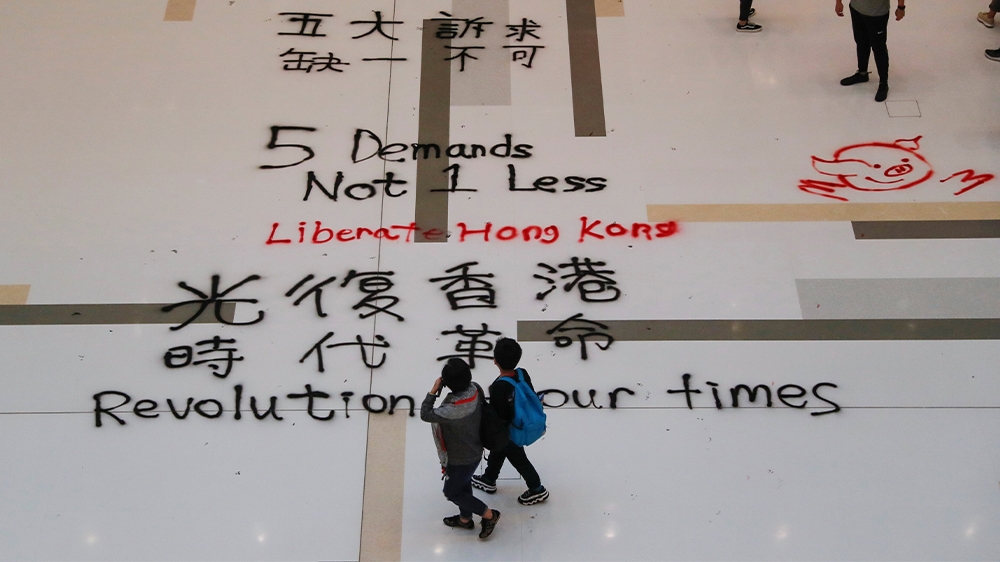 五大訴求
缺一不可
5 Demands
Not 1 Less
Liberate Hong Kong
光復香港
時代革命
Revolution our times